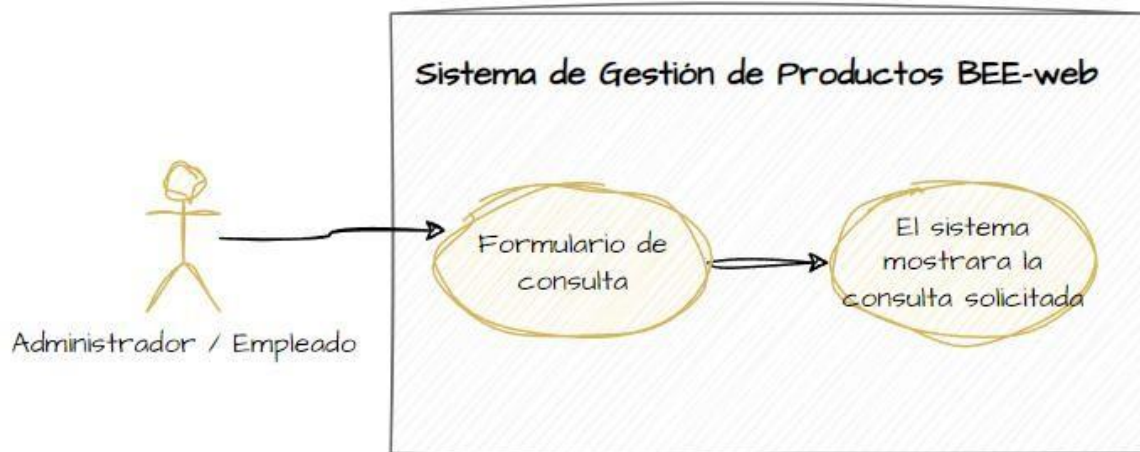 Sistema de Gestión de Productos BEE-web
Formulario de
consulta
El sistema
mostrara la
consulta solicitada
Administrador / Empleado